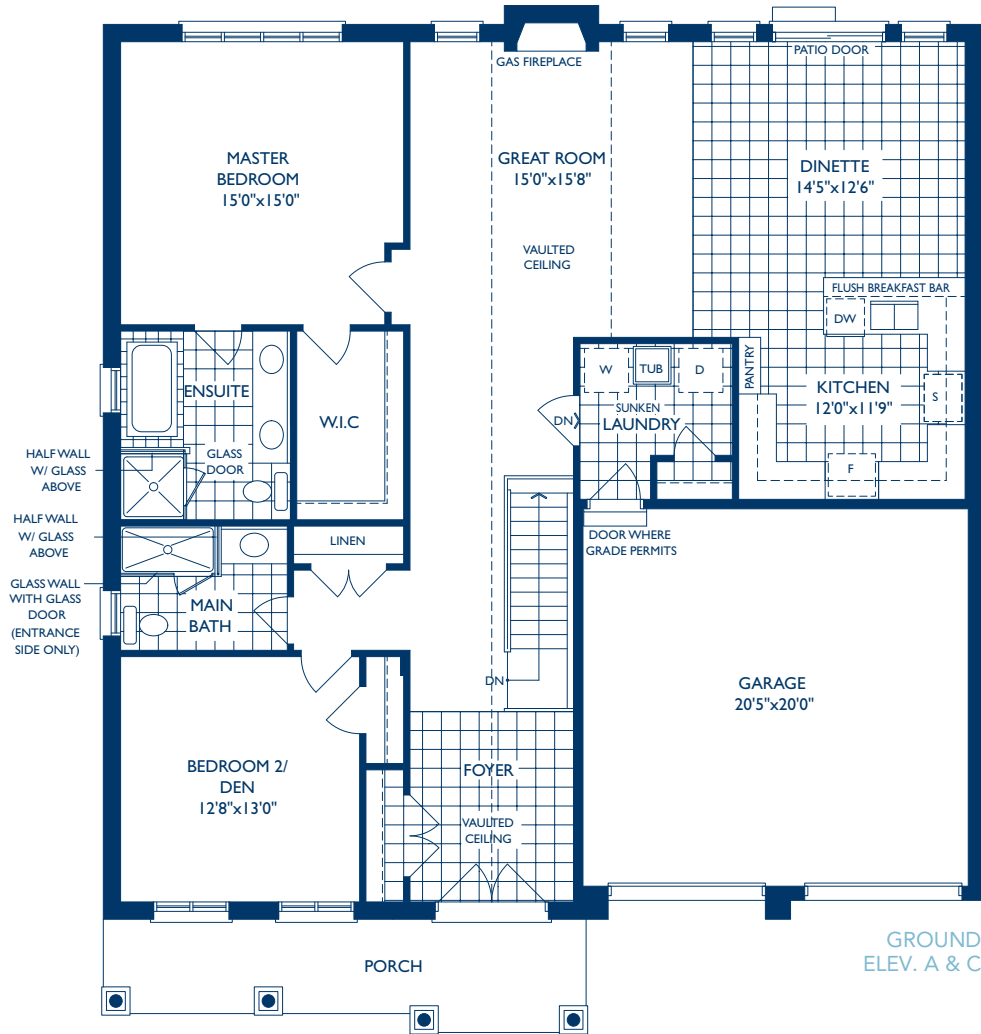 PATIO DOOR
GAS FIREPLACE
MASTER
BEDROOM
15'0"x15'0"
GREAT ROOM
15'0"x15'8"
DINETTE
14'5"x12'6"
VAULTED
CEILING
FLUSH BREAKFAST BAR
DW
W
TUB
D
PANTRY
KITCHEN
12'0"x11'9"
S
F
ENSUITE
W.I.C
SUNKEN
LAUNDRY
DN
GLASS
DOOR
HALF WALL
W/ GLASS
ABOVE
HALF WALL
W/ GLASS
ABOVE
LINEN
DOOR WHERE
GRADE PERMITS
GLASS WALL
WITH GLASS
DOOR
(ENTRANCE
SIDE ONLY)
MAIN
BATH
DN
GARAGE
20'5"x20'0"
BEDROOM 2/
DEN
12'8"x13'0"
FOYER
VAULTED
CEILING
PORCH
GROUND
ELEV. A & C